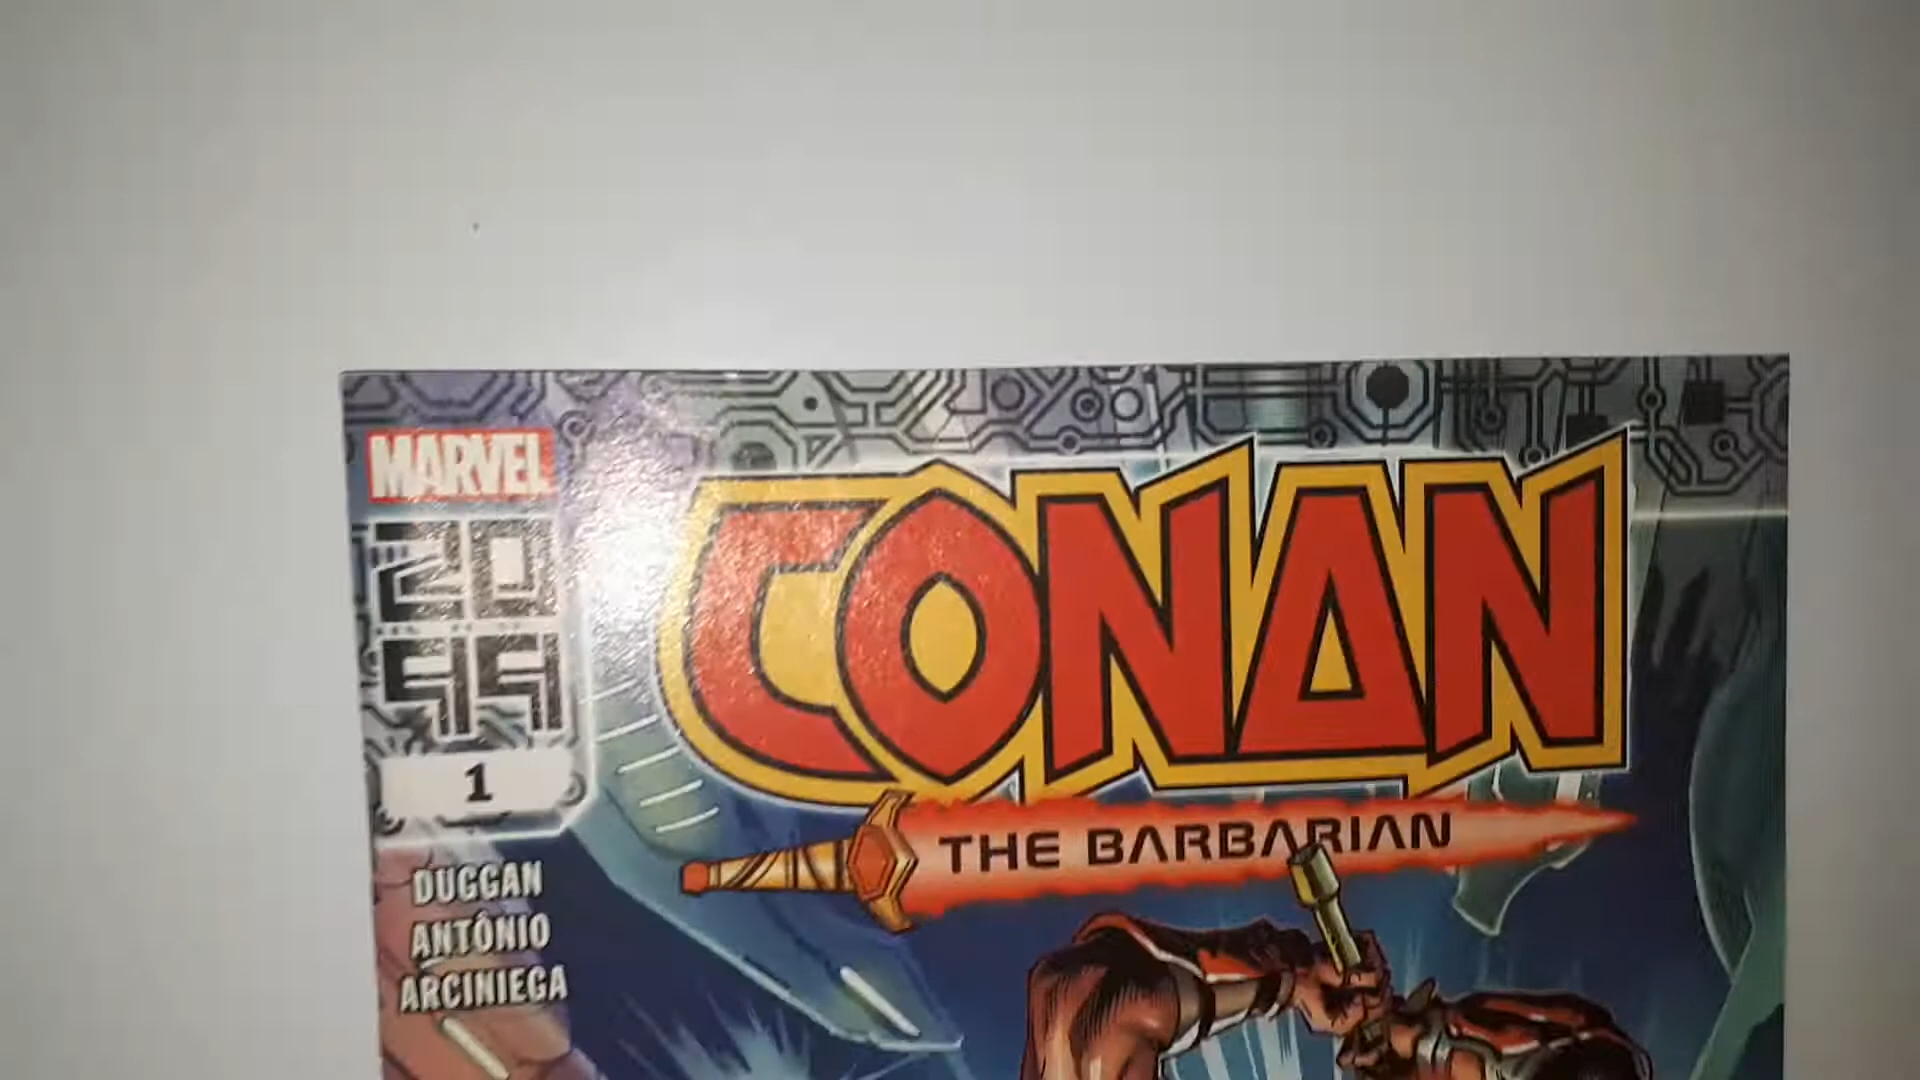 MARVEL
2099
1
DUGGAN
ANTÔNIO
ARCINIEGA
CONAN
THE BARBARIAN